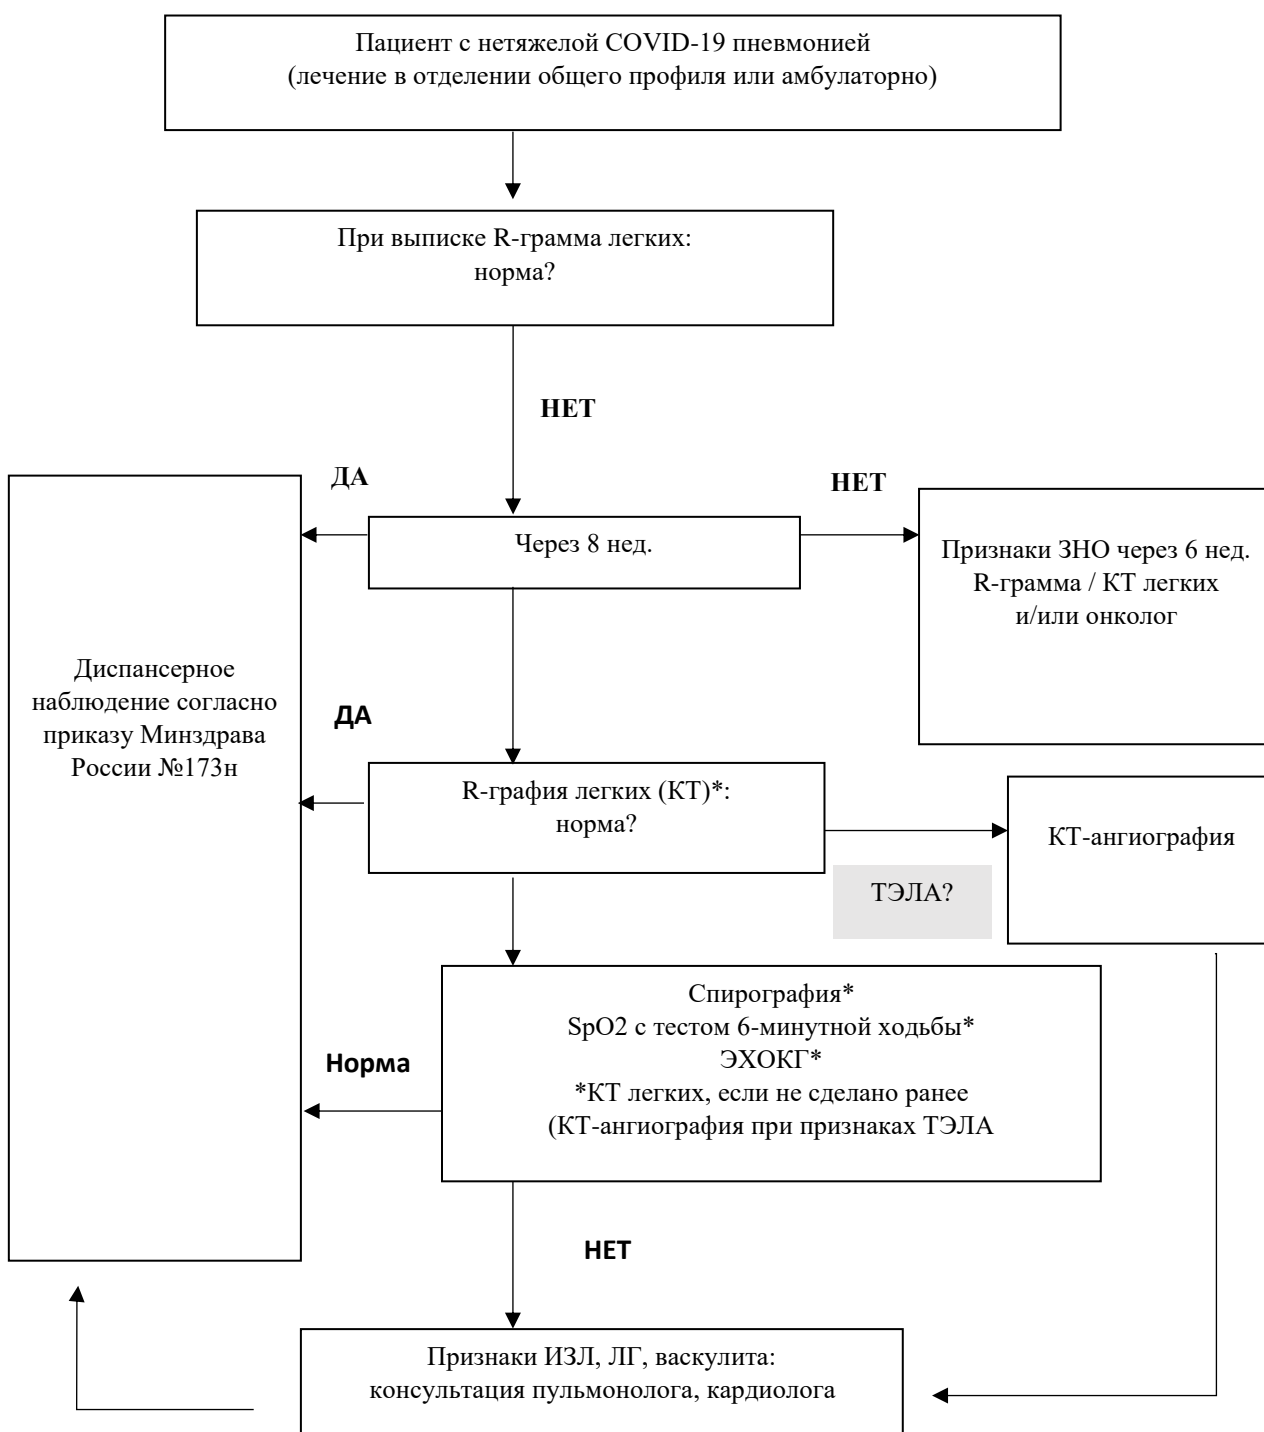 Пациент с нетяжелой COVID-19 пневмонией
(лечение в отделении общего профиля или амбулаторно)
При выписке R-грамма легких:
норма?
НЕТ
ДА
НЕТ
Через 8 нед.
Признаки ЗНО через 6 нед.
R-грамма / КТ легких
и/или онколог
Диспансерное
наблюдение согласно
приказу Минздрава
России №173н
ДА
R-графия легких (КТ)*:
норма?
КТ-ангиография
ТЭЛА?
Спирография*
SpO2 с тестом 6-минутной ходьбы*
ЭХОКГ*
*КТ легких, если не сделано ранее
(КТ-ангиография при признаках ТЭЛА
Норма
НЕТ
Признаки ИЗЛ, ЛГ, васкулита:
консультация пульмонолога, кардиолога